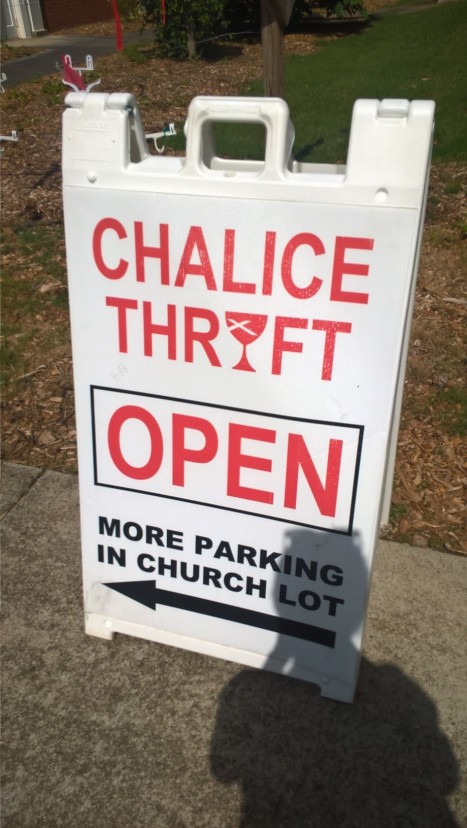 CHALICE
THRIFT
OPEN
MORE PARKING
IN CHURCH LOT